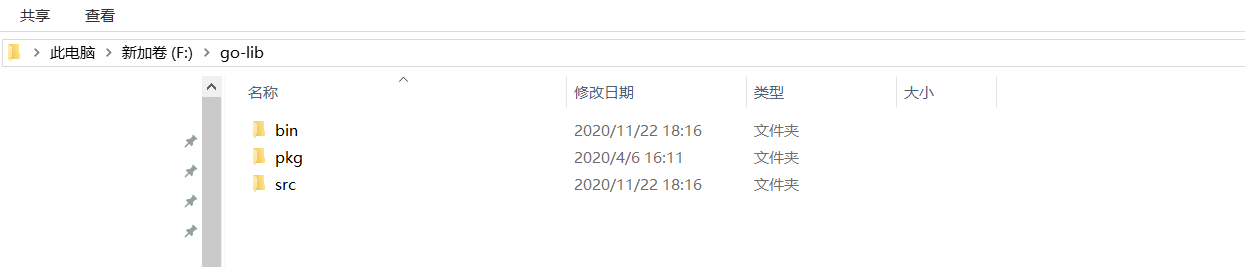 共享 查看
此电脑 新加卷 (F:) go-lib
名称 修改日期 类型 大小
bin 2020/11/22 18:16 文件夹
pkg 2020/4/6 16:11 文件夹
src 2020/11/22 18:16 文件夹